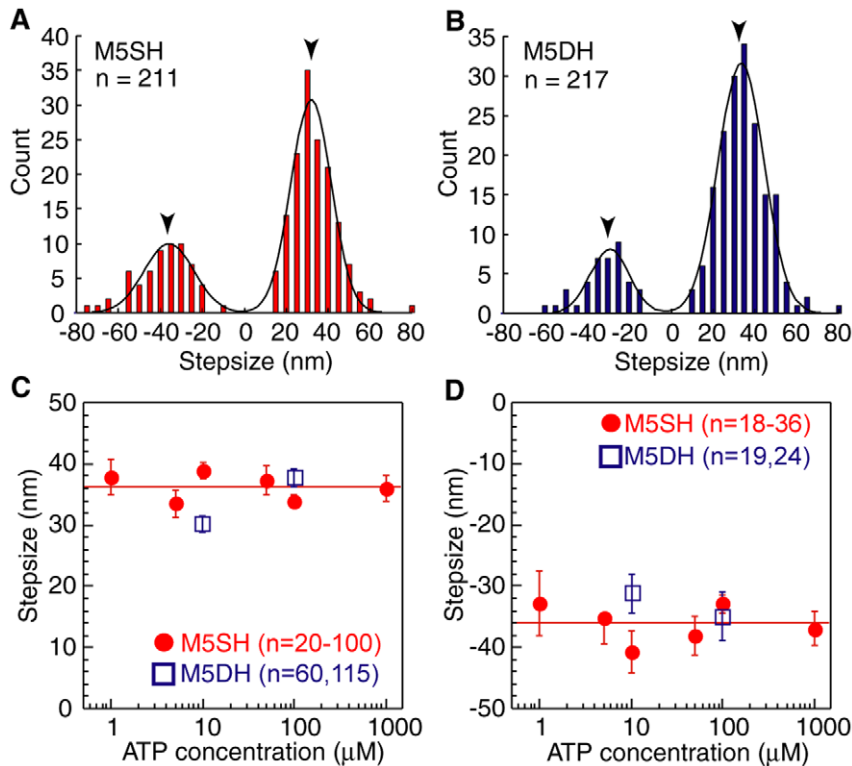 A
M5SH
n = 211
Count
40
35
30
25
20
15
10
5
0
-80 -60 -40 -20 0 20 40 60 80
Stepsize (nm)
B
M5DH
n = 217
Count
35
30
25
20
15
10
5
0
-80 -60 -40 -20 0 20 40 60 80
Stepsize (nm)
C
Stepsize (nm)
50
40
30
20
10
0
M5SH (n=20-100)
M5DH (n=60,115)
1 10 100 1000
ATP concentration (μM)
D
Stepsize (nm)
0
-10
-20
-30
-40
-50
M5SH (n=18-36)
M5DH (n=19,24)
1 10 100 1000
ATP concentration (μM)